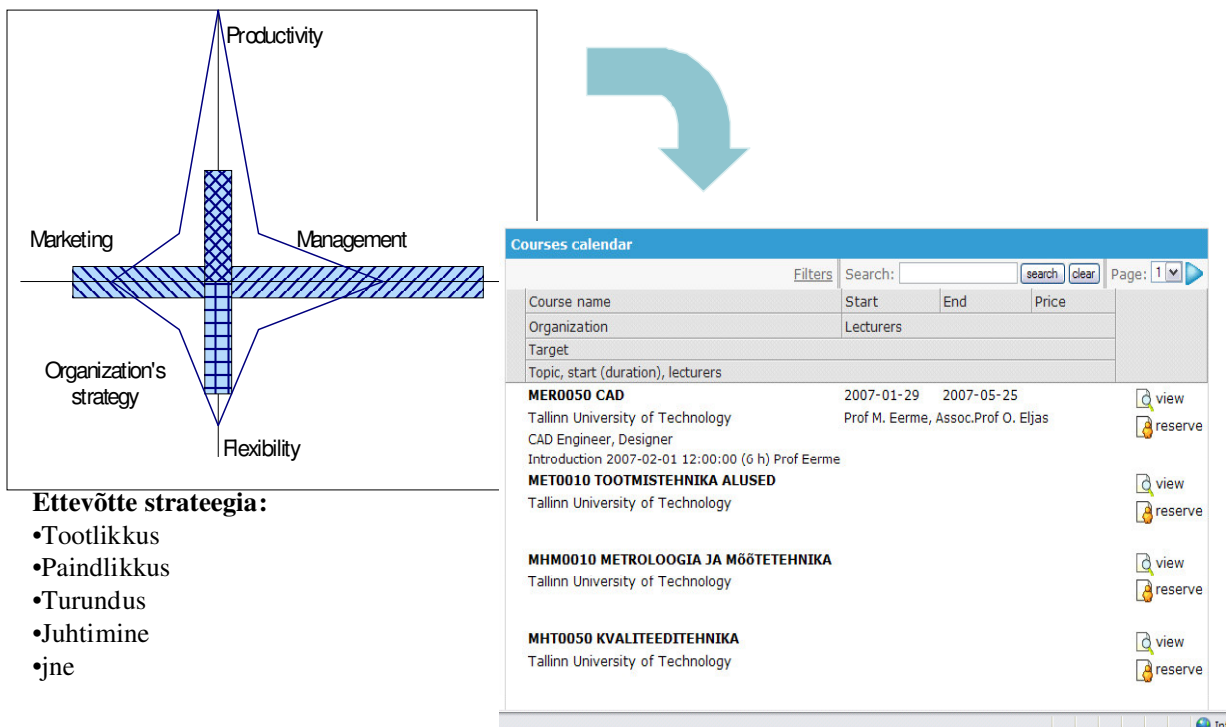 Productivity
Marketing
Management
Organization's
strategy
Flexibility
Ettevõtte strateegia:
•Tootlikkus
•Paindlikkus
•Turundus
•Juhtimine
•jne
Courses calendar
Filters Search: search clear Page: 1
Course name Start End Price
Organization Lecturers
Target
Topic, start (duration), lecturers
MER0050 CAD 2007-01-29 2007-05-25 view
Tallinn University of Technology Prof M. Eerme, Assoc.Prof O. Eljas reserve
CAD Engineer, Designer
Introduction 2007-02-01 12:00:00 (6 h) Prof Eerme
MET0010 TOOTMISTEHNIKA ALUSED view
Tallinn University of Technology reserve
MHM0010 METROLOOGIA JA MõõTETEHNIKA view
Tallinn University of Technology reserve
MHT0050 KVALITEEDITEHNIKA view
Tallinn University of Technology reserve